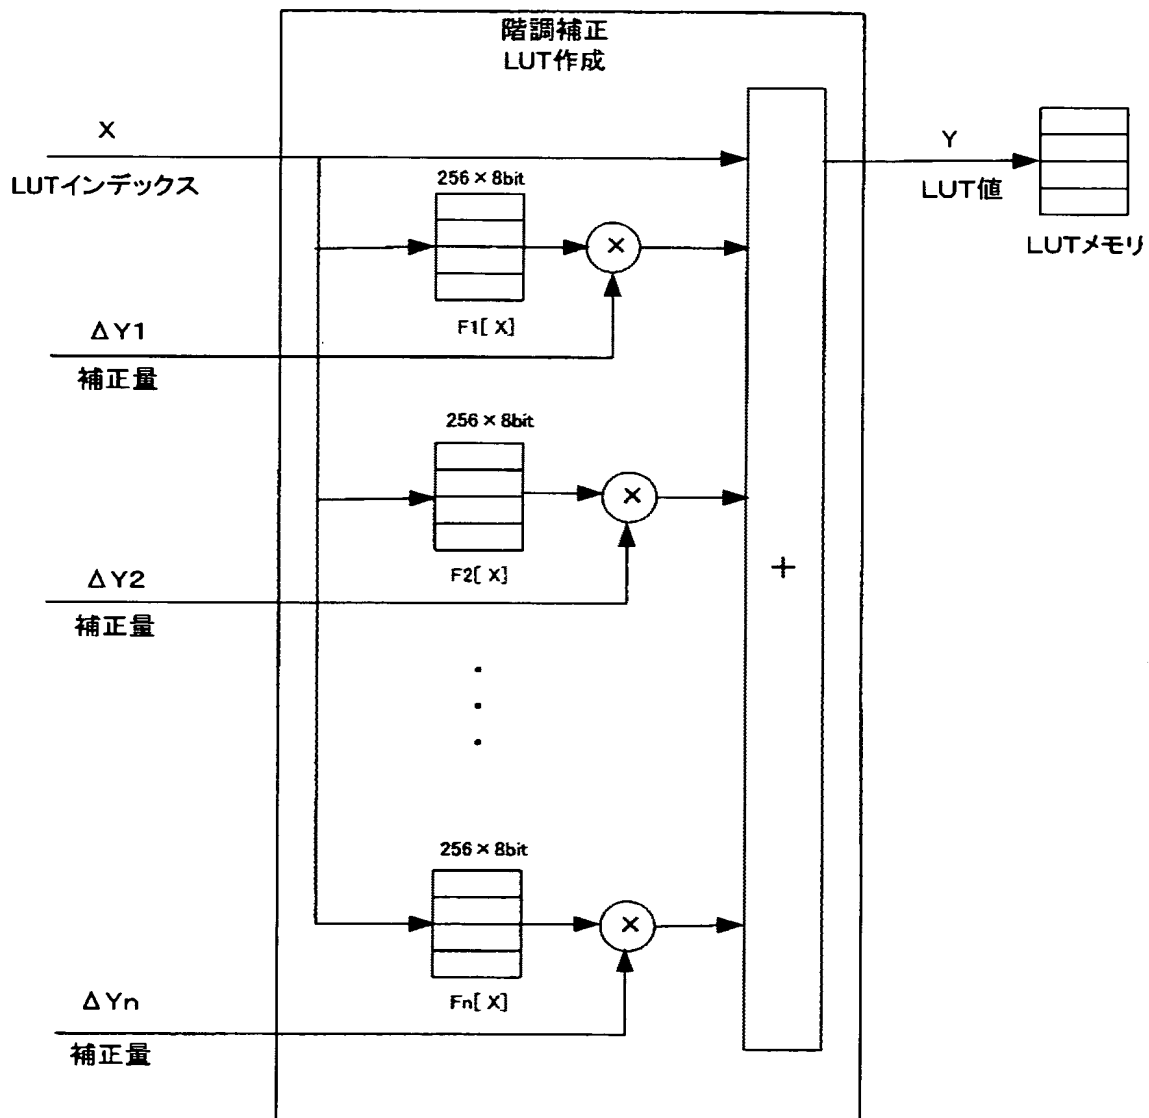 階調補正
LUT作成
X
LUTインデックス
256×8bit
×
F1[X]
ΔY1
補正量
Y
LUT値
LUTメモリ
256×8bit
×
F2[X]
ΔY2
補正量
+
256×8bit
×
Fn[X]
ΔYn
補正量